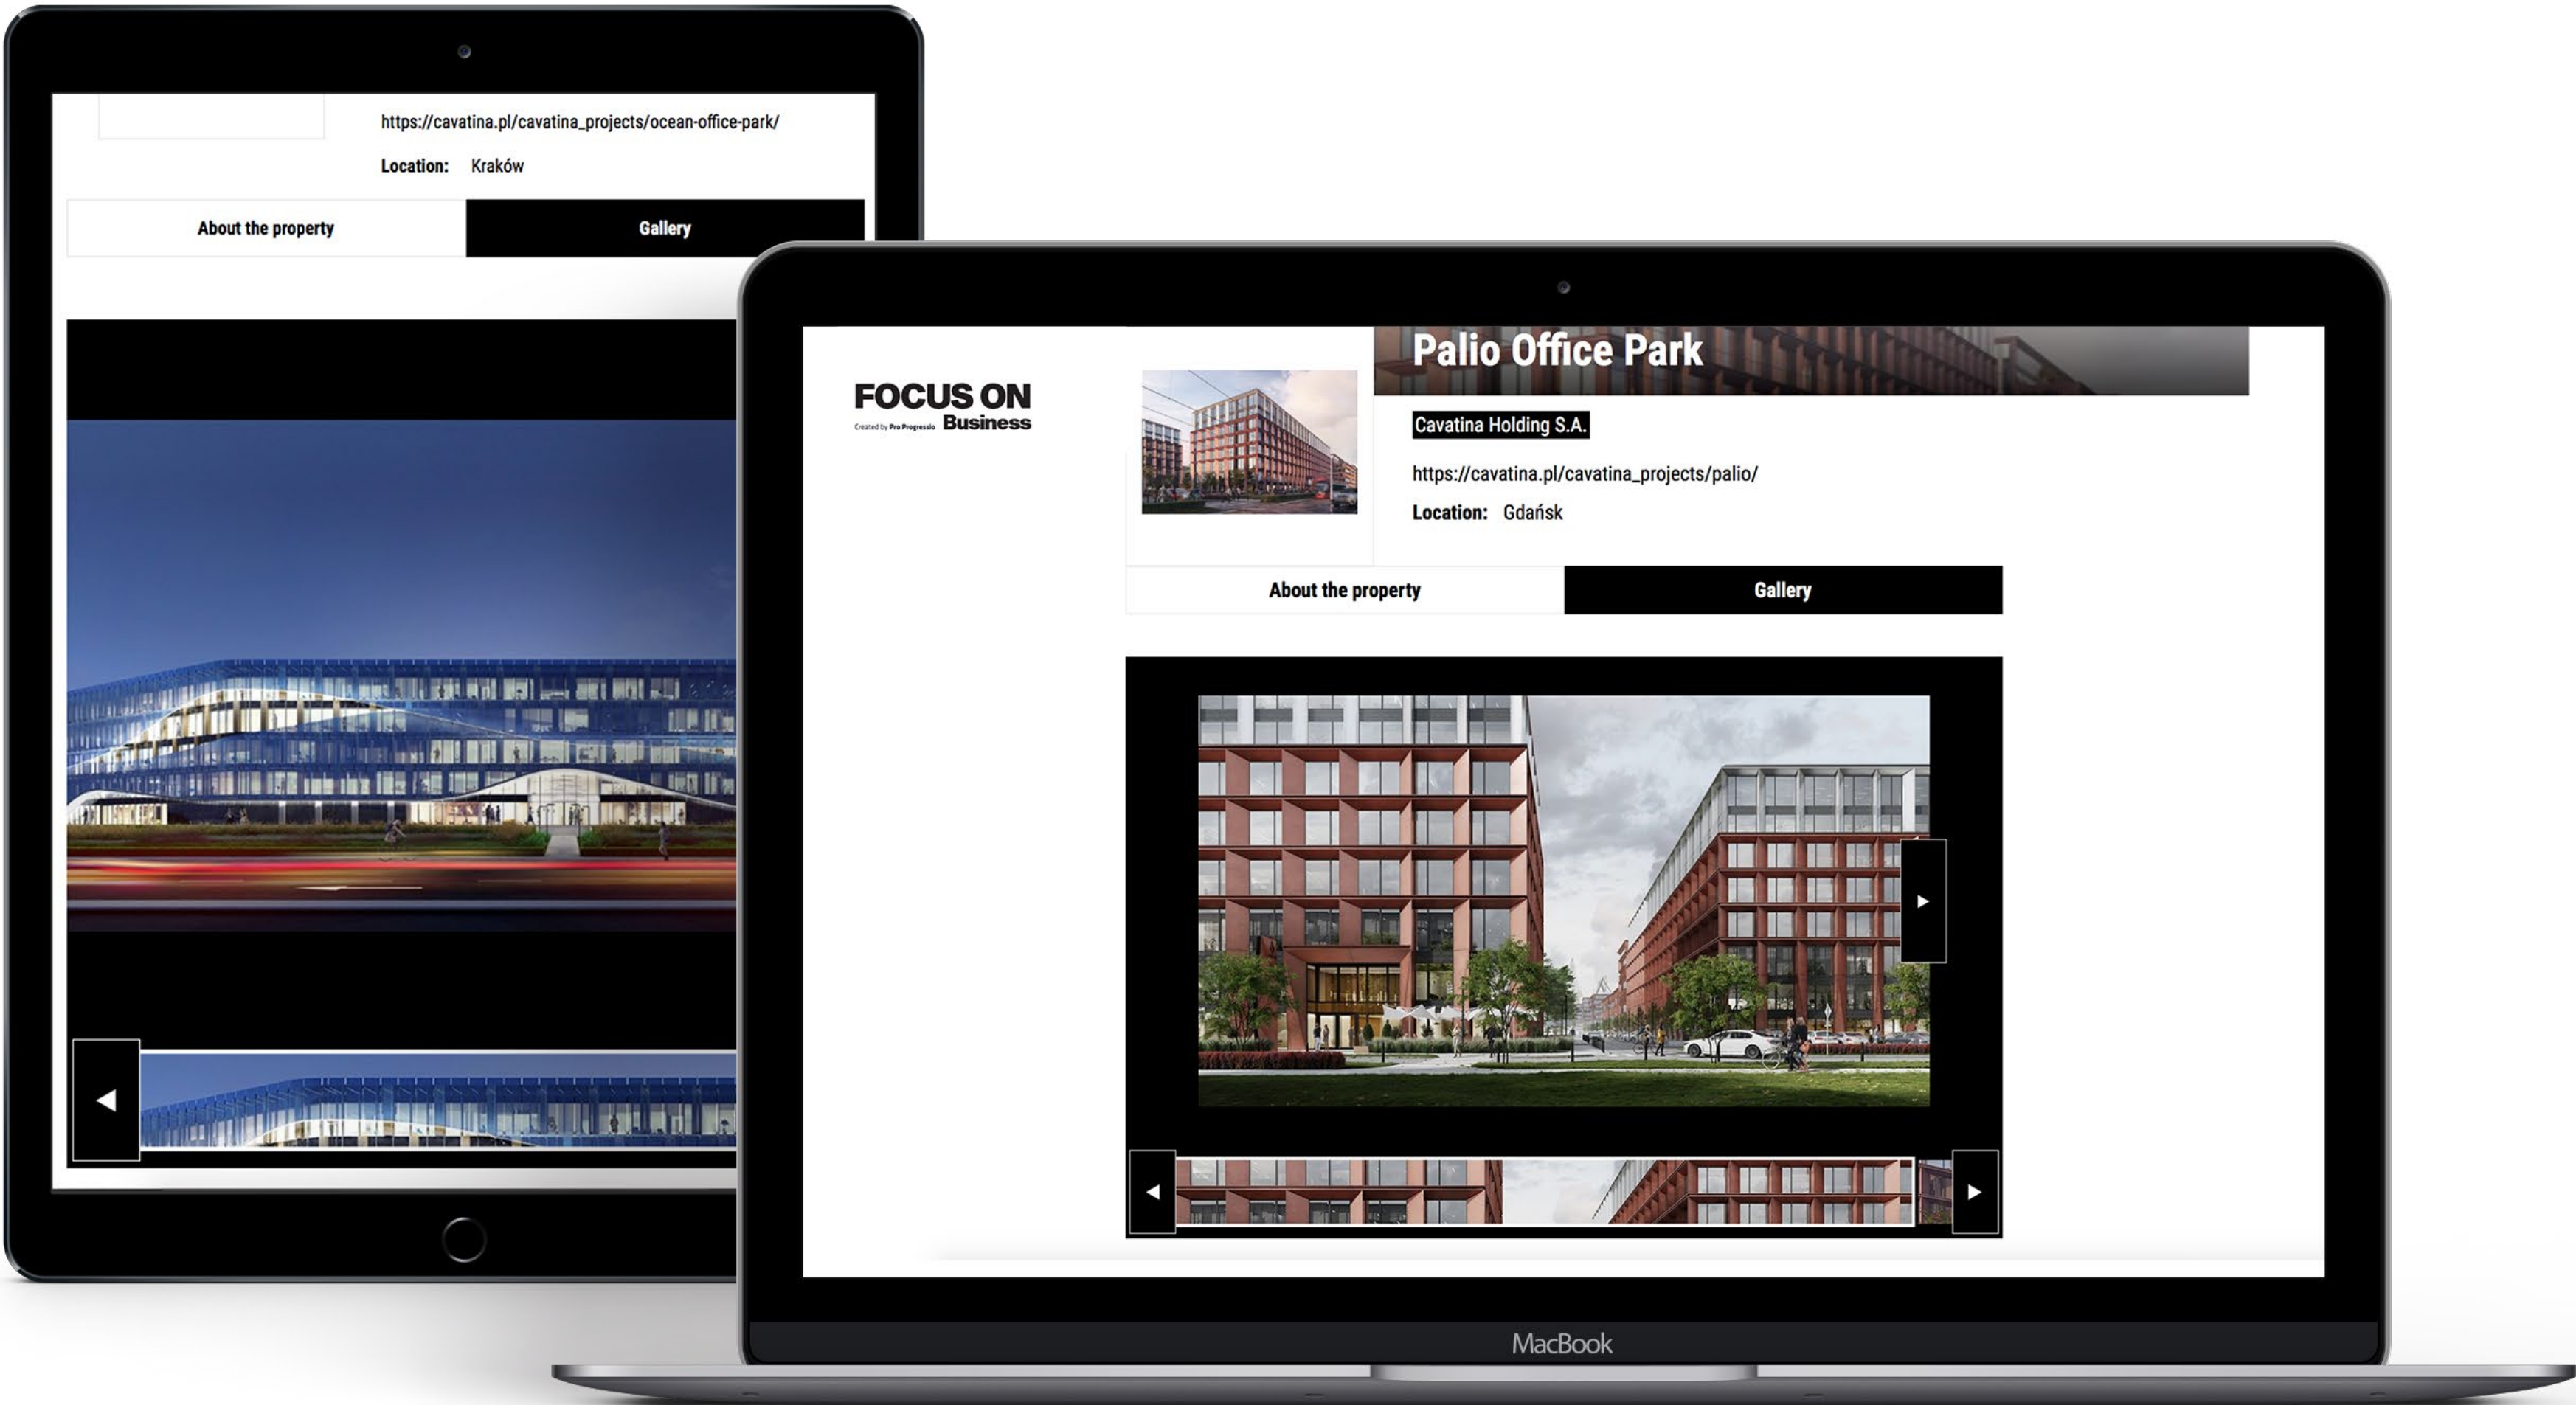 https://cavatina.pl/cavatina_projects/ocean-office-park/
Location: Kraków
About the property
Gallery
Palio Office Park
FOCUS ON
Created by Pro Progressio Business
Cavatina Holding S.A.
https://cavatina.pl/cavatina_projects/palio/
Location: Gdańsk
About the property
Gallery
MacBook